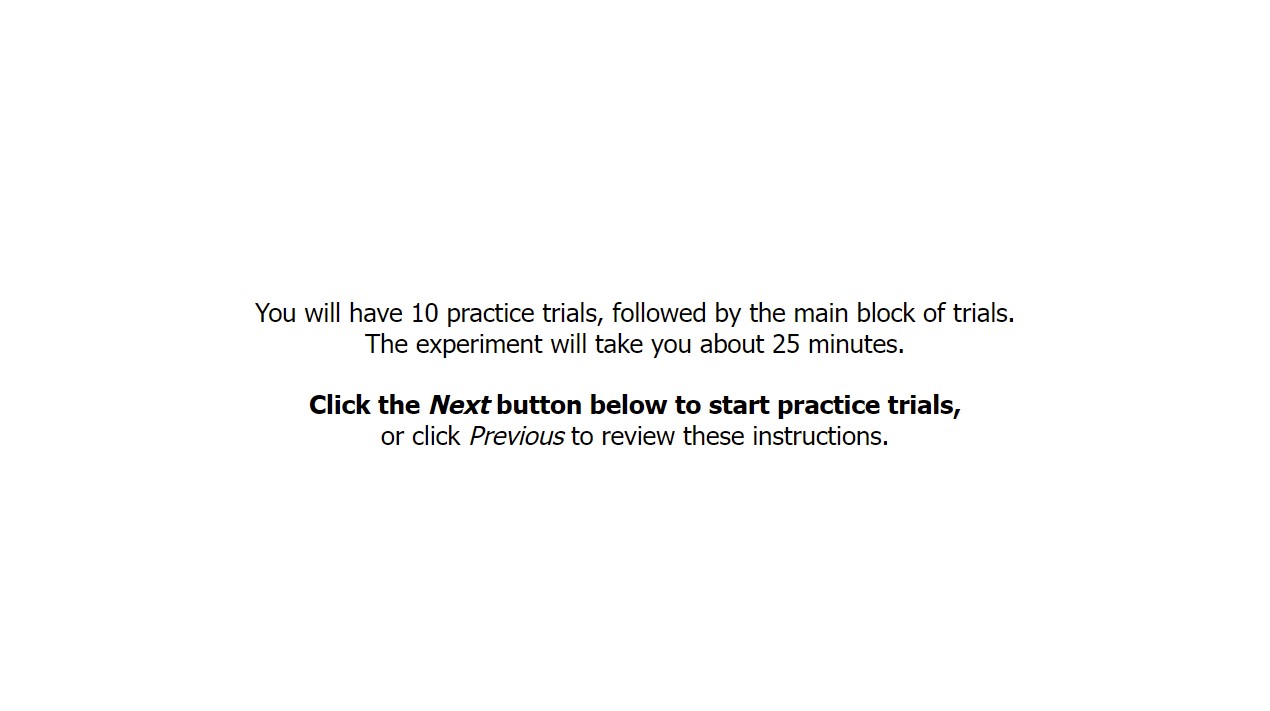 You will have 10 practice trials, followed by the main block of trials.
The experiment will take you about 25 minutes.
Click the Next button below to start practice trials,
or click Previous to review these instructions.